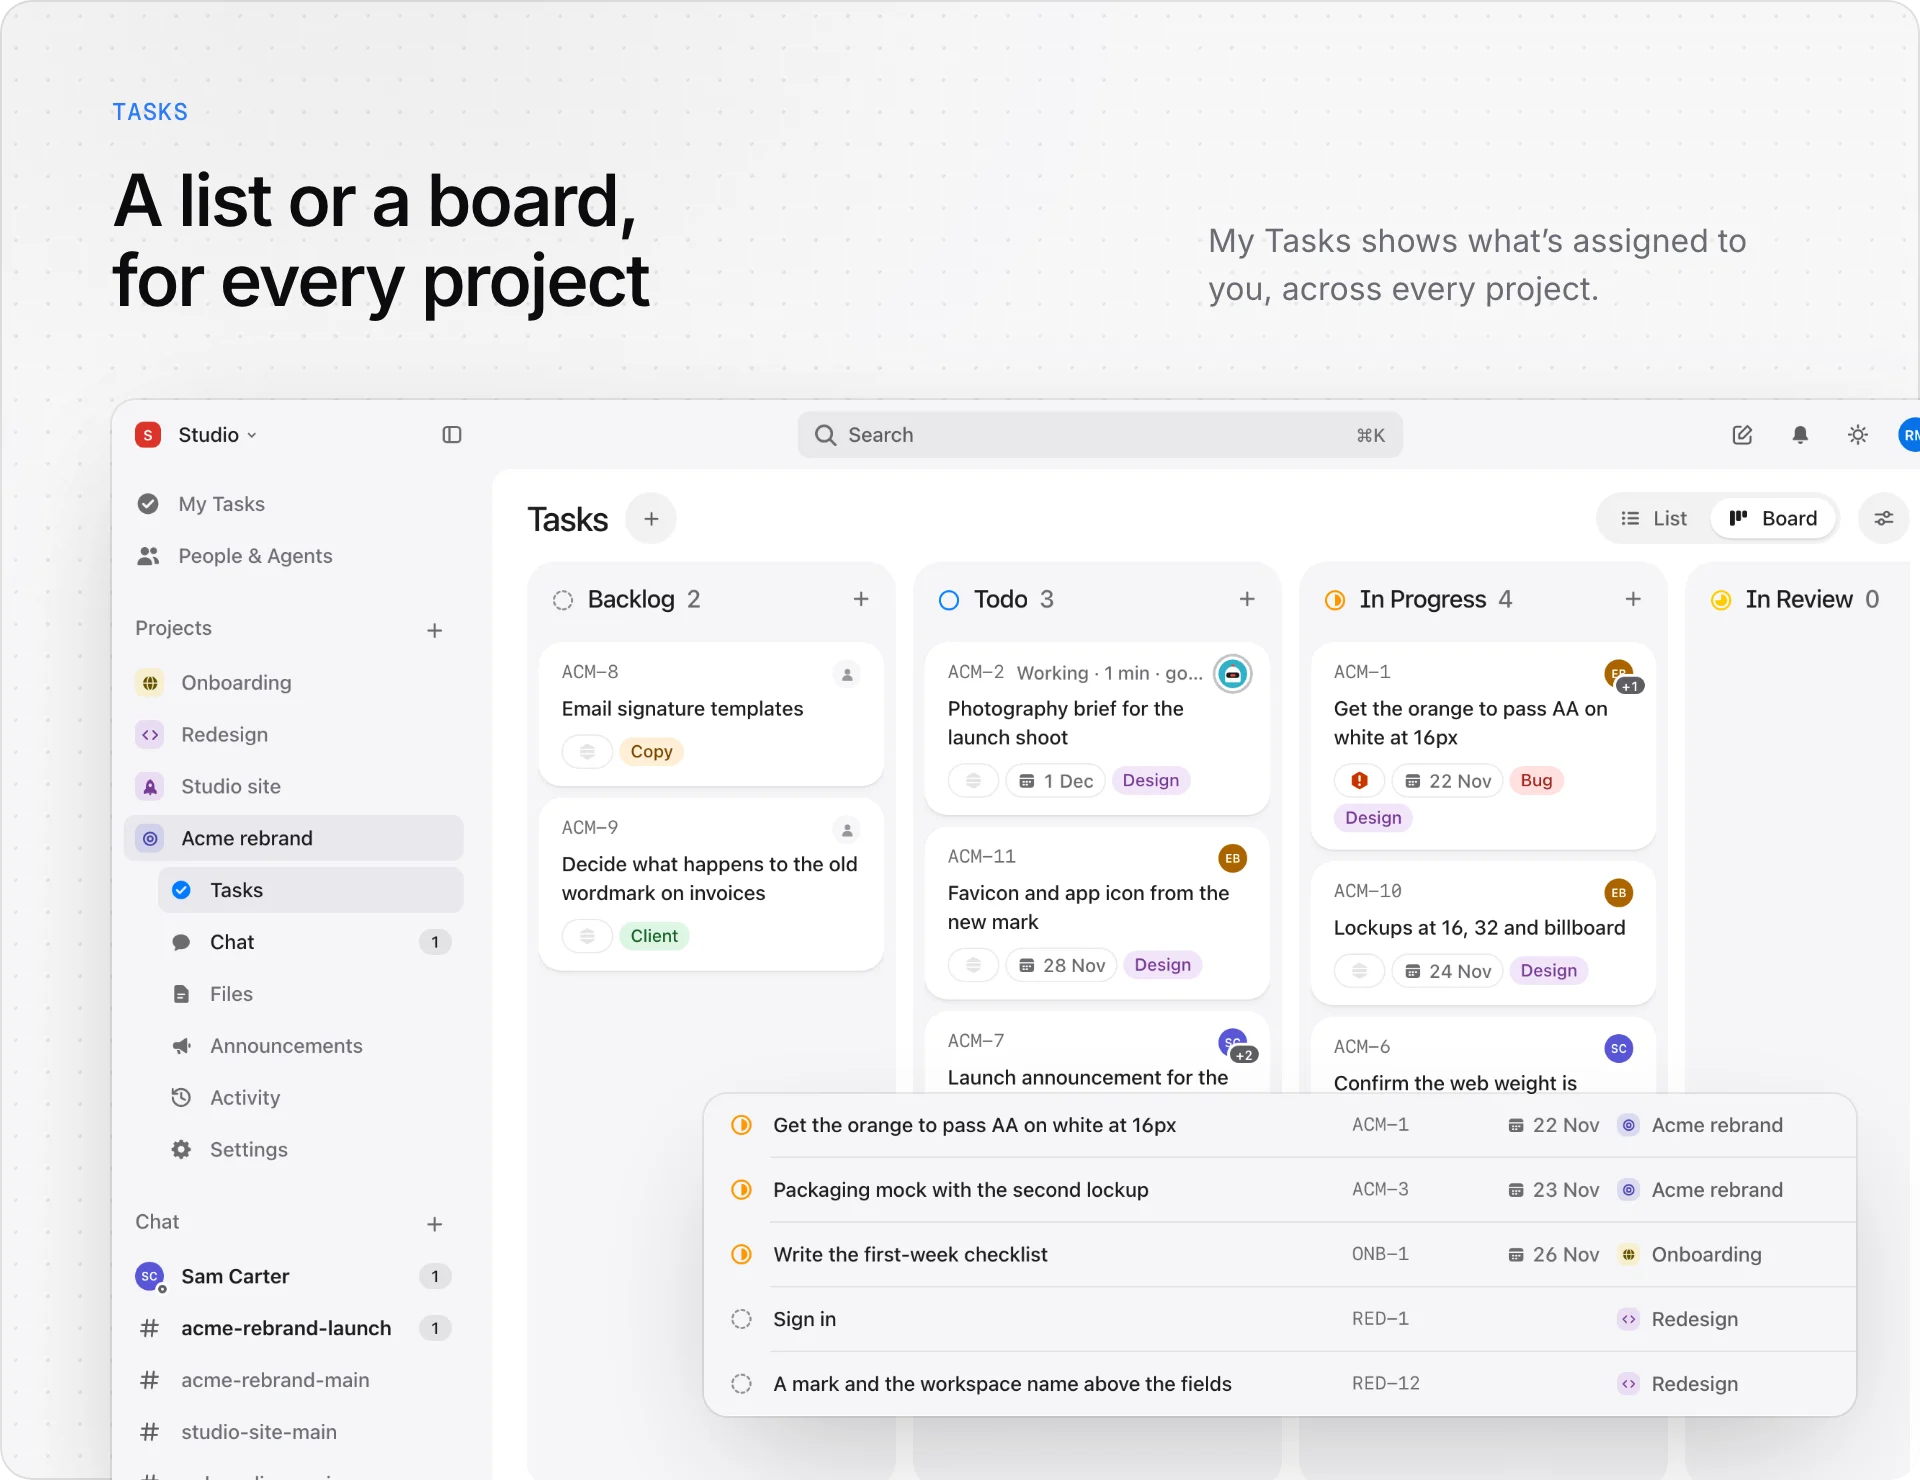 TASKS
A list or a board,
for every project
My Tasks shows what's assigned to
you, across every project.
S Studio
Search ⌘K
RM
My Tasks
People & Agents
Projects
Onboarding
Redesign
Studio site
Acme rebrand
Tasks
Chat 1
Files
Announcements
Activity
Settings
Chat
SC Sam Carter 1
# acme-rebrand-launch 1
# acme-rebrand-main
# studio-site-main
Tasks
List Board
Backlog 2
ACM-8
Email signature templates
Copy
ACM-9
Decide what happens to the old
wordmark on invoices
Client
Todo 3
ACM-2 Working · 1 min · go...
Photography brief for the
launch shoot
1 Dec Design
ACM-11 EB
Favicon and app icon from the
new mark
28 Nov Design
ACM-7 SC +2
Launch announcement for the
In Progress 4
ACM-1 EB +1
Get the orange to pass AA on
white at 16px
22 Nov Bug
Design
ACM-10 EB
Lockups at 16, 32 and billboard
24 Nov Design
ACM-6 SC
Confirm the web weight is
In Review 0
Get the orange to pass AA on white at 16px ACM-1 22 Nov Acme rebrand
Packaging mock with the second lockup ACM-3 23 Nov Acme rebrand
Write the first-week checklist ONB-1 26 Nov Onboarding
Sign in RED-1 Redesign
A mark and the workspace name above the fields RED-12 Redesign